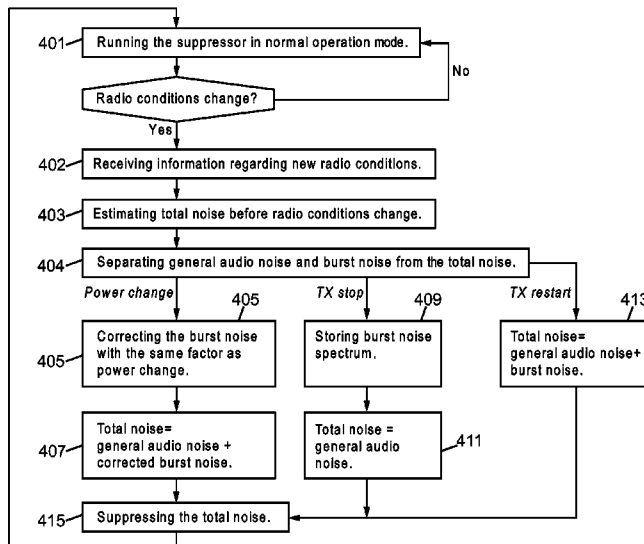 401
Running the suppressor in normal operation mode.
No
Radio conditions change?
Yes
402
Receiving information regarding new radio conditions.
403
Estimating total noise before radio conditions change.
404
Separating general audio noise and burst noise from the total noise.
Power change
405
TX stop
409
TX restart
413
405
Correcting the burst noise
with the same factor as
power change.
Storing burst noise
spectrum.
Total noise=
general audio noise+
burst noise.
407
Total noise=
general audio noise +
corrected burst noise.
Total noise =
general audio
noise.
411
415
Suppressing the total noise.